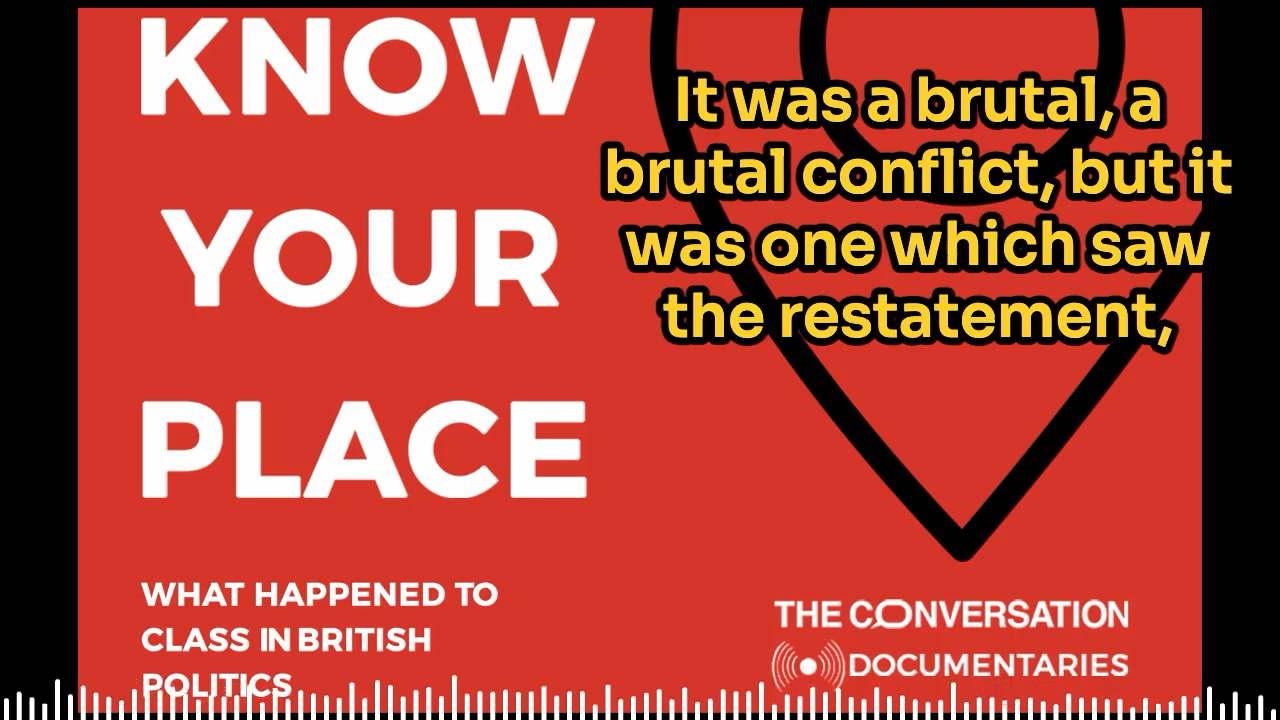 KNOW
YOUR
PLACE
WHAT HAPPENED TO
CLASS IN BRITISH
POLITICS
It was a brutal, a
brutal conflict, but it
was one which saw
the restatement,
THE CONVERSATION
DOCUMENTARIES